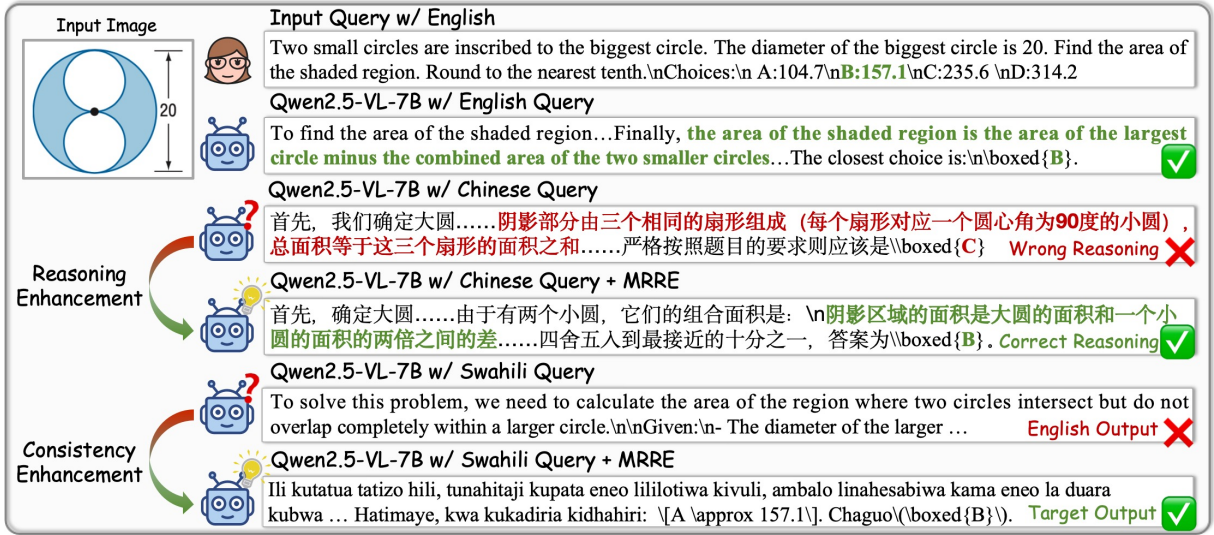 Input Image
20
Input Query w/ English
Two small circles are inscribed to the biggest circle. The diameter of the biggest circle is 20. Find the area of
the shaded region. Round to the nearest tenth.\nChoices:\n A:104.7\nB:157.1\nC:235.6 \nD:314.2
Qwen2.5-VL-7B w/ English Query
To find the area of the shaded region…Finally, the area of the shaded region is the area of the largest
circle minus the combined area of the two smaller circles…The closest choice is:\n\boxed{B}.
Qwen2.5-VL-7B w/ Chinese Query
?
首先，我们确定大圆……阴影部分由三个相同的扇形组成（每个扇形对应一个圆心角为90度的小圆），
总面积等于这三个扇形的面积之和……严格按照题目的要求则应该是\\boxed{C}
Wrong Reasoning
Reasoning
Enhancement
Qwen2.5-VL-7B w/ Chinese Query + MRRE
首先，确定大圆……由于有两个小圆，它们的组合面积是：\n阴影区域的面积是大圆的面积和一个小
圆的面积的两倍之间的差……四舍五入到最接近的十分之一，答案为\\boxed{B}.
Correct Reasoning
Qwen2.5-VL-7B w/ Swahili Query
?
To solve this problem, we need to calculate the area of the region where two circles intersect but do not
overlap completely within a larger circle.\n\nGiven:\n- The diameter of the larger …
English Output
Consistency
Enhancement
Qwen2.5-VL-7B w/ Swahili Query + MRRE
Ili kutatua tatizo hili, tunahitaji kupata eneo lililotiwa kivuli, ambalo linahesabiwa kama eneo la duara
kubwa … Hatimaye, kwa kukadiria kidhahiri: \[A \approx 157.1\]. Chaguo\(\boxed{B}\).
Target Output